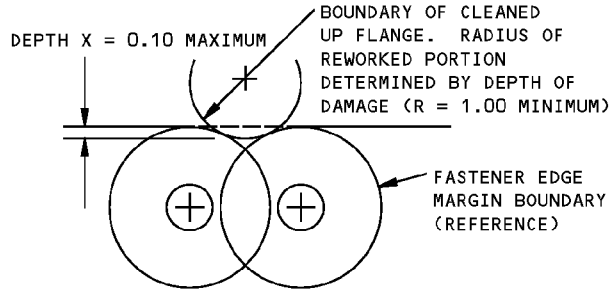 DEPTH X = 0.10 MAXIMUM
BOUNDARY OF CLEANED
UP FLANGE. RADIUS OF
REWORKED PORTION
DETERMINED BY DEPTH OF
DAMAGE (R = 1.00 MINIMUM)
FASTENER EDGE
MARGIN BOUNDARY
(REFERENCE)